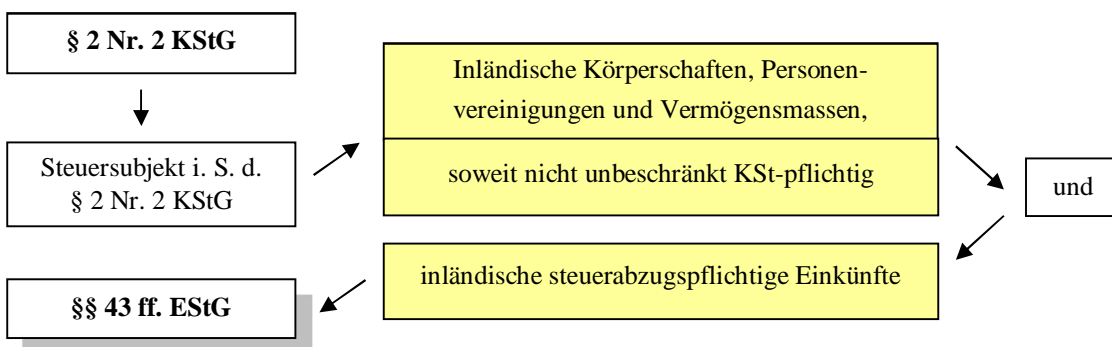 § 2 Nr. 2 KStG
Steuersubjekt i. S. d.
§ 2 Nr. 2 KStG
Inländische Körperschaften, Personen-
vereinigungen und Vermögensmassen,
soweit nicht unbeschränkt KSt-pflichtig
und
inländische steuerabzugspflichtige Einkünfte
§§ 43 ff. EStG